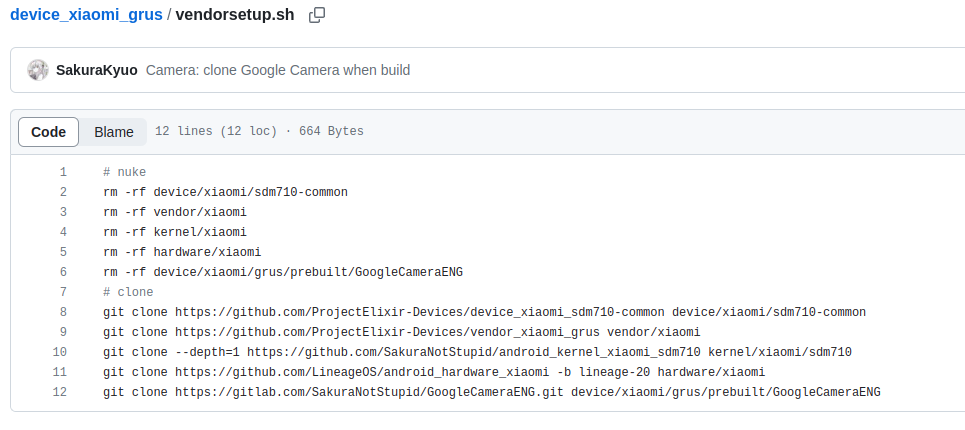 device_xiaomi_grus / vendorsetup.sh
SakuraKyuo Camera: clone Google Camera when build
Code Blame 12 lines (12 loc) · 664 Bytes
1 # nuke
2 rm -rf device/xiaomi/sdm710-common
3 rm -rf vendor/xiaomi
4 rm -rf kernel/xiaomi
5 rm -rf hardware/xiaomi
6 rm -rf device/xiaomi/grus/prebuilt/GoogleCameraENG
7 # clone
8 git clone https://github.com/ProjectElixir-Devices/device_xiaomi_sdm710-common device/xiaomi/sdm710-common
9 git clone https://github.com/ProjectElixir-Devices/vendor_xiaomi_grus vendor/xiaomi
10 git clone --depth=1 https://github.com/SakuraNotStupid/android_kernel_xiaomi_sdm710 kernel/xiaomi/sdm710
11 git clone https://github.com/LineageOS/android_hardware_xiaomi -b lineage-20 hardware/xiaomi
12 git clone https://gitlab.com/SakuraNotStupid/GoogleCameraENG.git device/xiaomi/grus/prebuilt/GoogleCameraENG